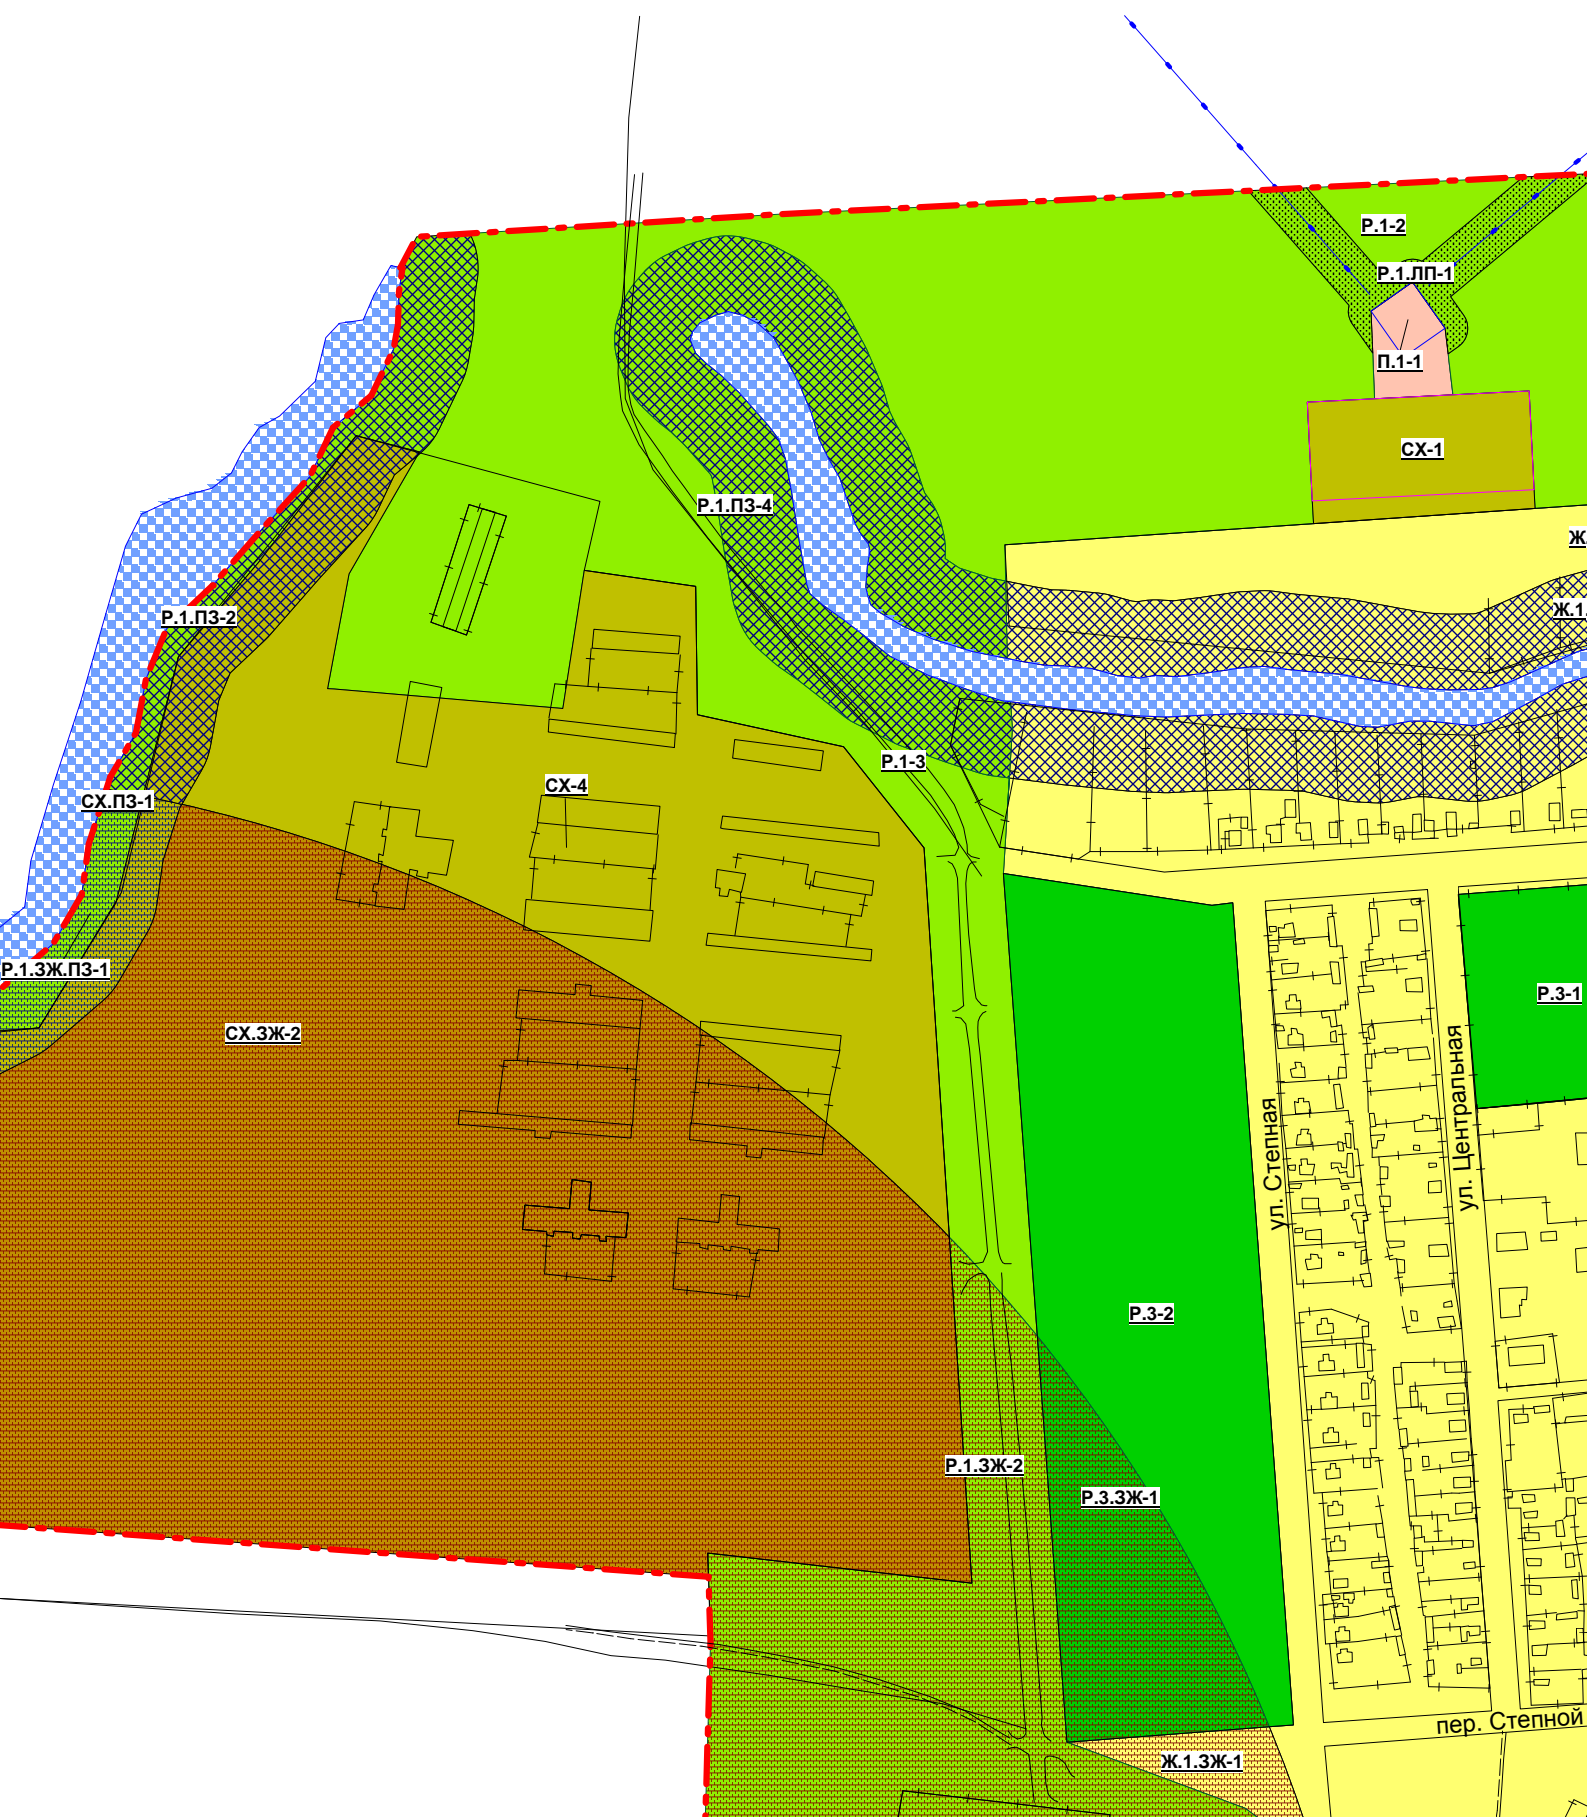 Р.1-2
Р.1.ЛП-1
П.1-1
СХ-1
Р.1.ПЗ-4
Ж.
Ж.1.
Р.1.ПЗ-2
Р.1-3
СХ-4
СХ.ПЗ-1
Р.1.ЗЖ.ПЗ-1
Р.3-1
СХ.ЗЖ-2
ул. Степная
ул. Центральная
Р.3-2
Р.1.ЗЖ-2
Р.3.ЗЖ-1
пер. Степной
Ж.1.ЗЖ-1